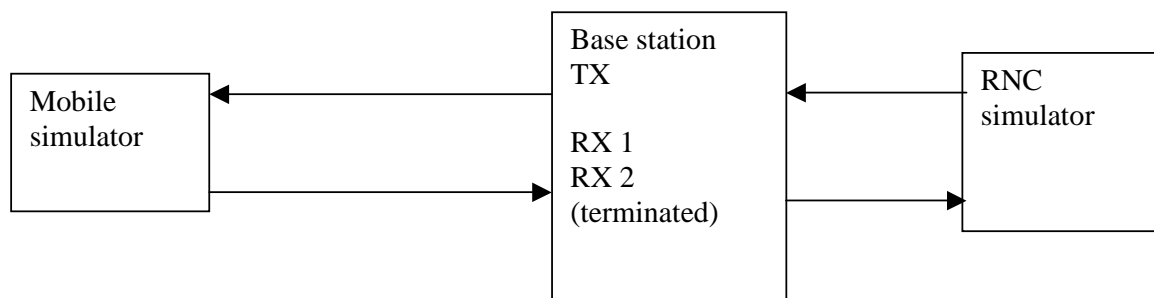 Mobile
simulator
Base station
TX
RX 1
RX 2
(terminated)
RNC
simulator